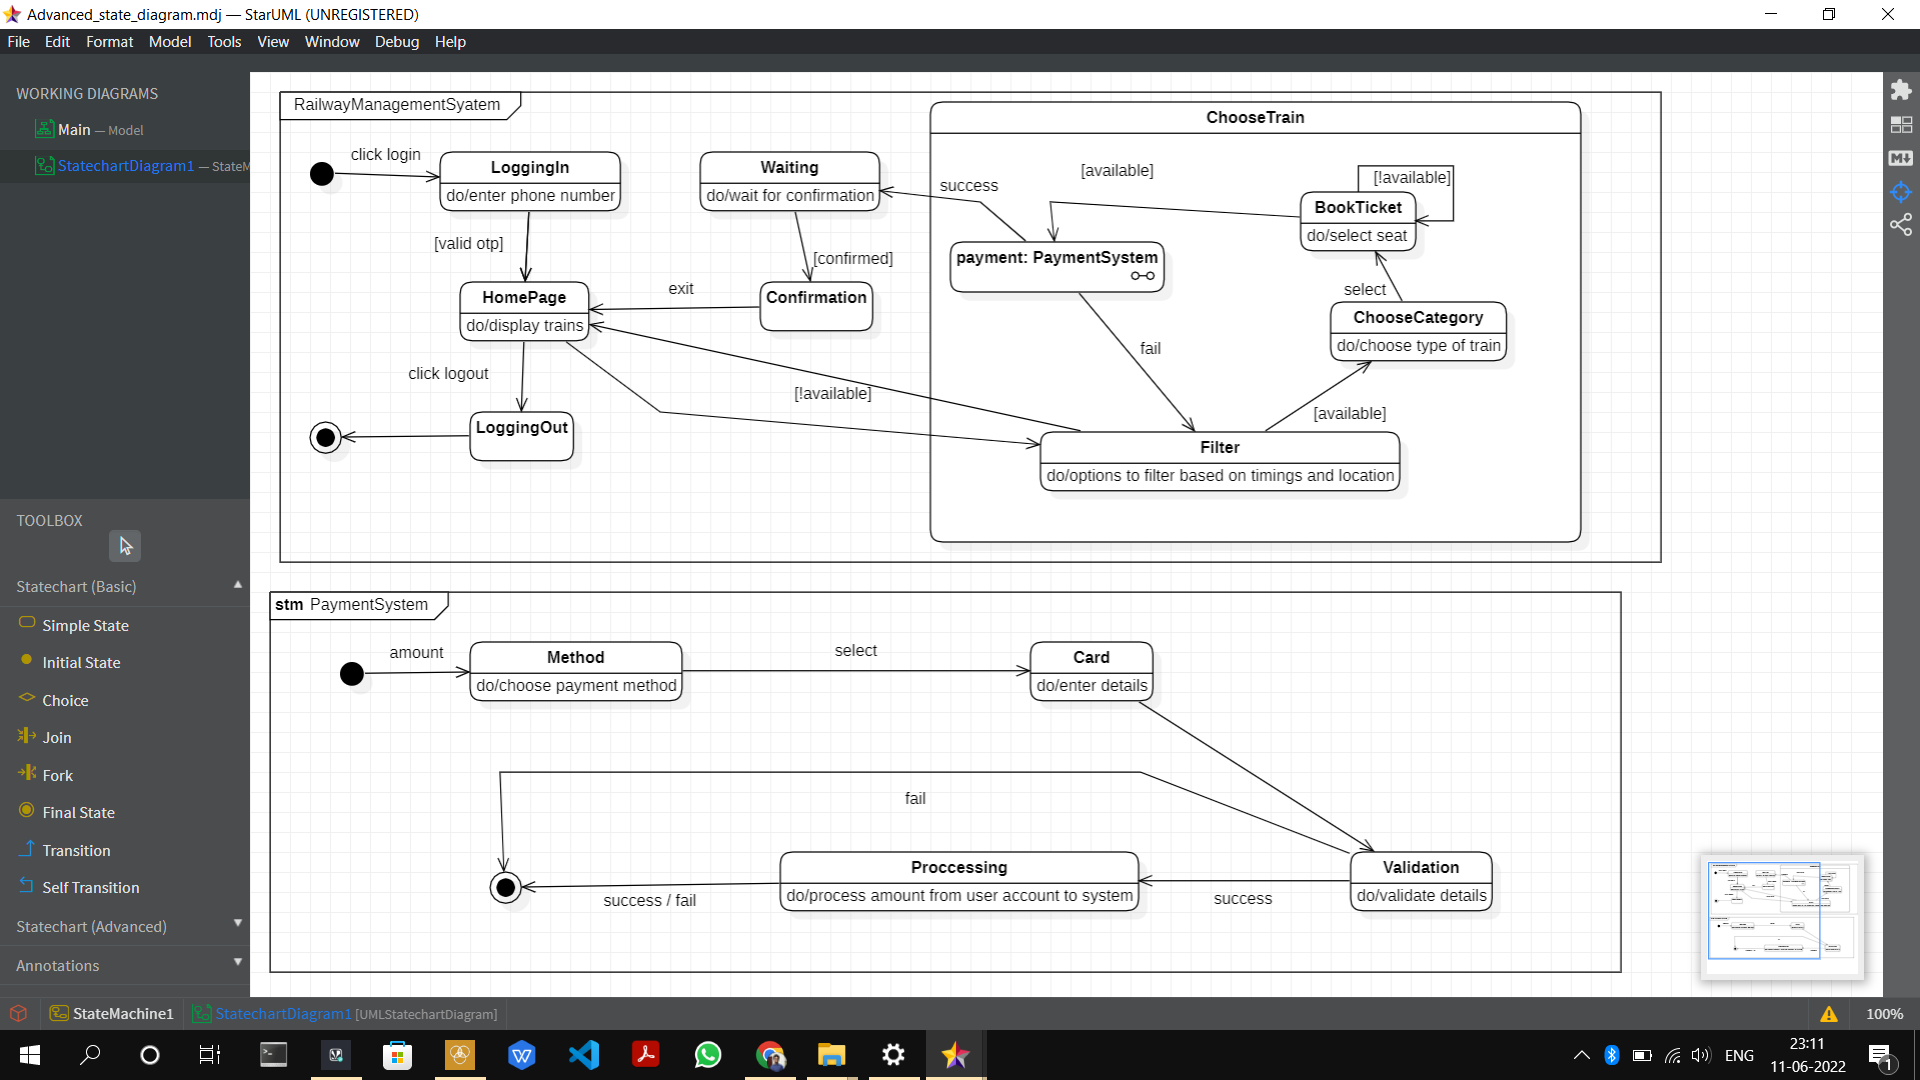 Advanced_state_diagram.mdj — StarUML (UNREGISTERED)
File Edit Format Model Tools View Window Debug Help
WORKING DIAGRAMS
Main — Model
StatechartDiagram1 — StateM
TOOLBOX
Statechart (Basic)
Simple State
Initial State
Choice
Join
Fork
Final State
Transition
Self Transition
Statechart (Advanced)
Annotations
RailwayManagementSyatem
click login
LoggingIn
do/enter phone number
[valid otp]
HomePage
do/display trains
click logout
LoggingOut
Waiting
do/wait for confirmation
[confirmed]
Confirmation
exit
[!available]
success
ChooseTrain
[available]
[!available]
BookTicket
do/select seat
payment: PaymentSystem
select
ChooseCategory
do/choose type of train
fail
[available]
Filter
do/options to filter based on timings and location
stm PaymentSystem
amount
Method
do/choose payment method
select
Card
do/enter details
fail
Validation
do/validate details
success
Proccessing
do/process amount from user account to system
success / fail
StateMachine1
StatechartDiagram1 [UMLStatechartDiagram]
100%
M
ENG
23:11
11-06-2022
1